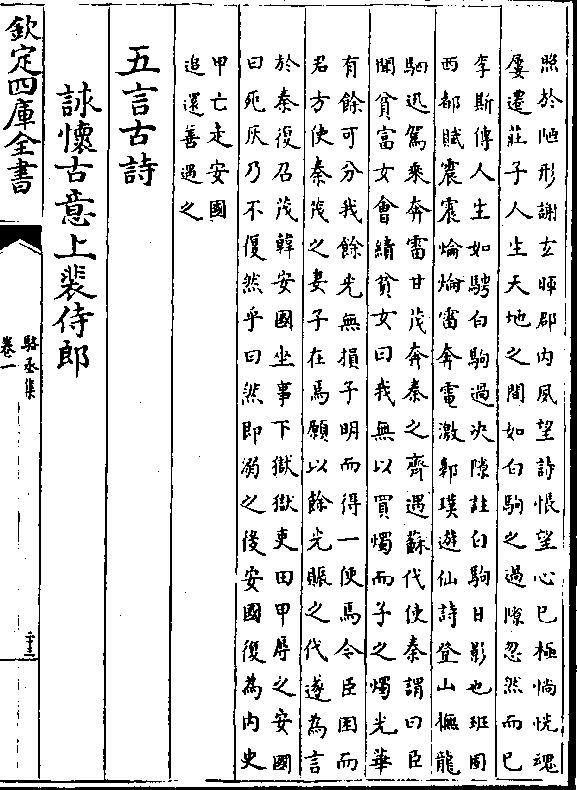 照於陋形謝玄暉郡內風望詩悵望心已極惝怳魂
屢遷莊子人生天地之間如白駒之過隙忽然而已
李斯傳人生如騁白駒過決隙註白駒日影也班固
西都賦震震爚爚雷奔電激郭璞遊仙詩登山撫龍
駟迅駕乘奔雷甘茂奔秦之齊遇蘇代使秦謂曰臣
聞貧富女會績貧女曰我無以買燭而子之燭光華
有餘可分我餘光無損子明而得一便焉今臣困而
君方使秦茂之妻子在焉願以餘光賑之代遂為言
於秦復召茂韓安國坐事下獄獄吏田甲辱之安國
曰死灰乃不復然乎曰然即溺之後安國復為內史
甲亡走安國
追還善遇之
五言古詩
詠懷古意上裴侍郎
欽定四庫全書
駱丞集
卷一
二十三